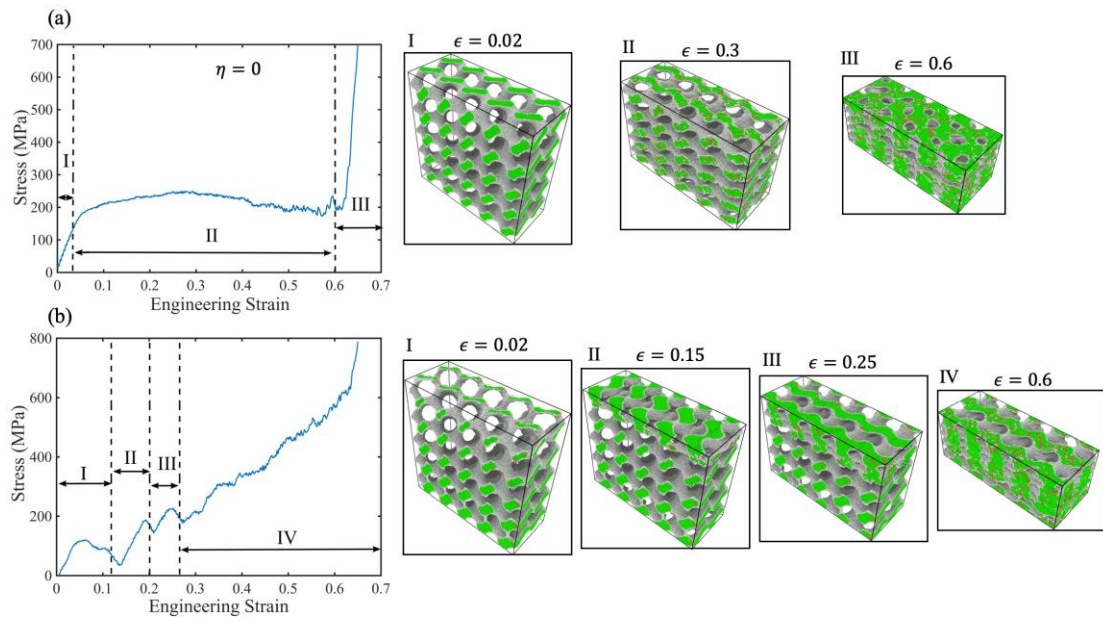 (a)
700
600
500
400
300
200
100
0
Stress (MPa)
η = 0
I
II
III
0 0.1 0.2 0.3 0.4 0.5 0.6 0.7
Engineering Strain
I
ϵ = 0.02
II
ϵ = 0.3
III
ϵ = 0.6
(b)
800
600
400
200
0
Stress (MPa)
I
II
III
IV
0 0.1 0.2 0.3 0.4 0.5 0.6 0.7
Engineering Strain
I
ϵ = 0.02
II
ϵ = 0.15
III
ϵ = 0.25
IV
ϵ = 0.6